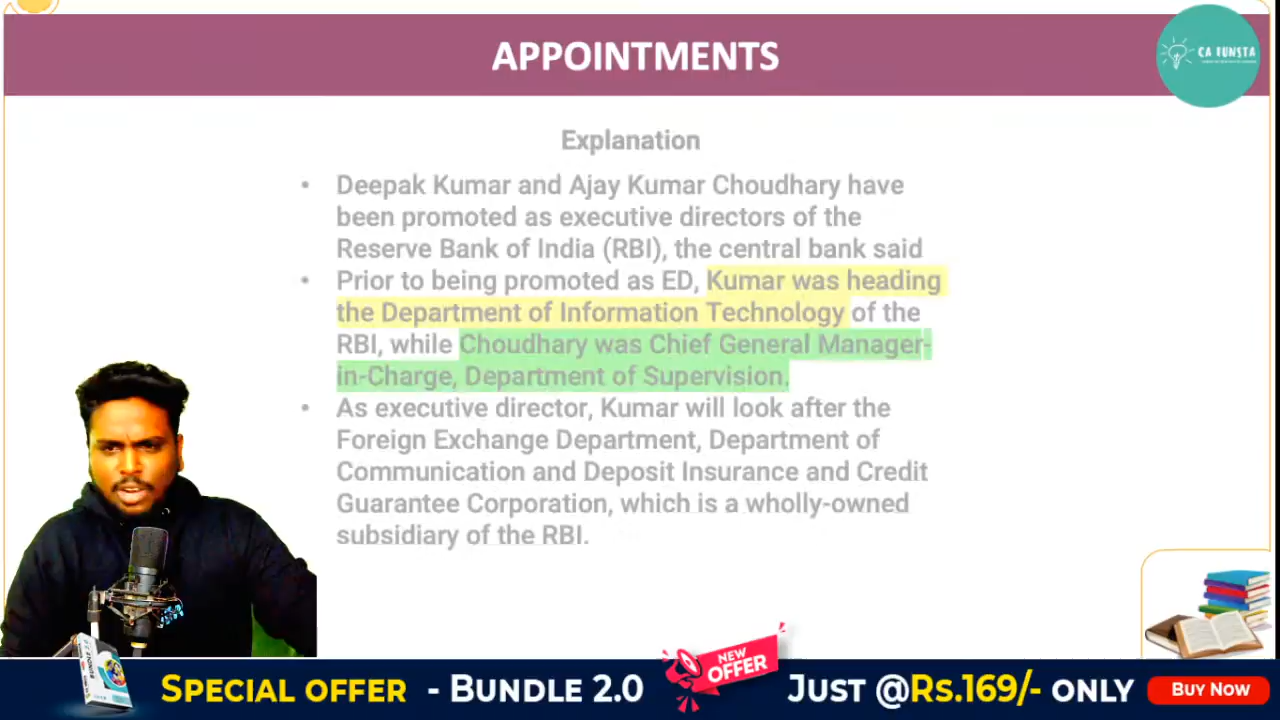 APPOINTMENTS
CA FUNSTA
Explanation
• Deepak Kumar and Ajay Kumar Choudhary have
been promoted as executive directors of the
Reserve Bank of India (RBI), the central bank said
• Prior to being promoted as ED, Kumar was heading
the Department of Information Technology of the
RBI, while Choudhary was Chief General Manager-
in-Charge, Department of Supervision.
• As executive director, Kumar will look after the
Foreign Exchange Department, Department of
Communication and Deposit Insurance and Credit
Guarantee Corporation, which is a wholly-owned
subsidiary of the RBI.
SPECIAL OFFER - BUNDLE 2.0
NEW
OFFER
JUST @Rs.169/- ONLY
Buy Now